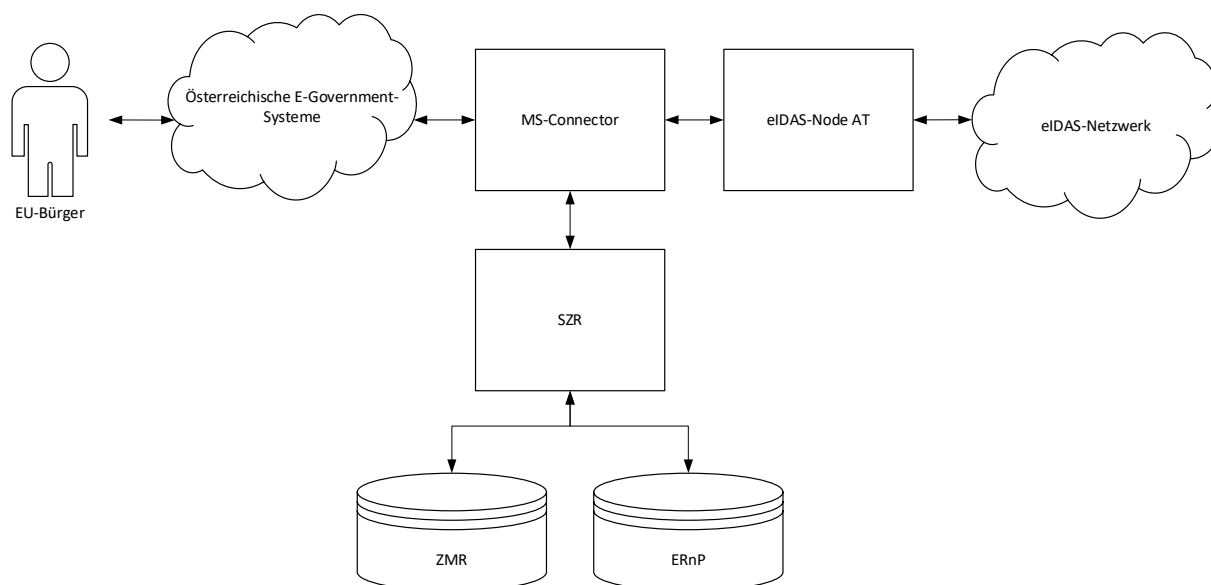 Österreichische E-Government-
Systeme
MS-Connector
eIDAS-Node AT
eIDAS-Netzwerk
EU-Bürger
SZR
ZMR
ERnP